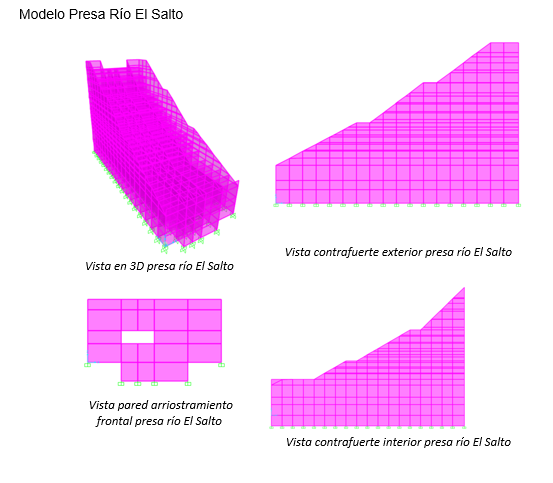 Modelo Presa Río El Salto
Vista en 3D presa río El Salto
Vista contrafuerte exterior presa río El Salto
Vista pared arriostramiento
frontal presa río El Salto
Vista contrafuerte interior presa río El Salto